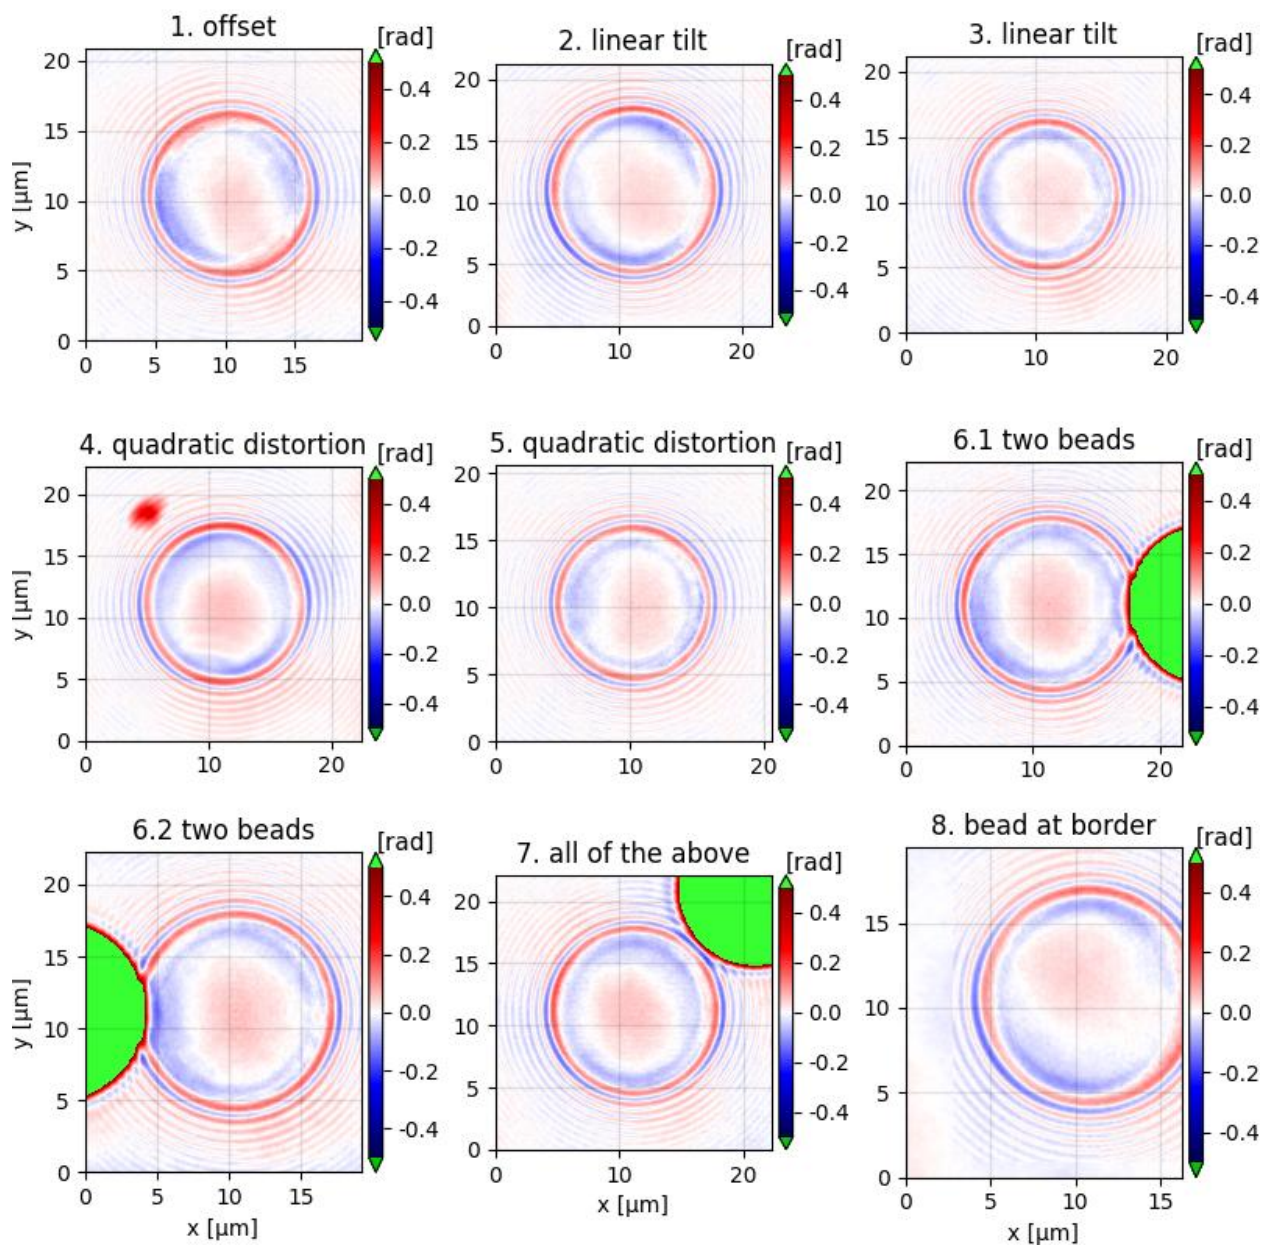 1. offset
[rad]
20
15
10
5
0
y [µm]
0 5 10 15
0.4
0.2
0.0
-0.2
-0.4
2. linear tilt
[rad]
20
15
10
5
0
0 10 20
0.4
0.2
0.0
-0.2
-0.4
3. linear tilt
[rad]
20
15
10
5
0
0 10 20
0.4
0.2
0.0
-0.2
-0.4
4. quadratic distortion
[rad]
20
15
10
5
0
y [µm]
0 10 20
0.4
0.2
0.0
-0.2
-0.4
5. quadratic distortion
[rad]
20
15
10
5
0
0 10 20
0.4
0.2
0.0
-0.2
-0.4
6.1 two beads
[rad]
20
15
10
5
0
0 10 20
0.4
0.2
0.0
-0.2
-0.4
6.2 two beads
[rad]
20
15
10
5
0
y [µm]
0 5 10 15
x [µm]
0.4
0.2
0.0
-0.2
-0.4
7. all of the above
[rad]
20
15
10
5
0
0 10 20
x [µm]
0.4
0.2
0.0
-0.2
-0.4
8. bead at border
[rad]
15
10
5
0
0 5 10 15
x [µm]
0.4
0.2
0.0
-0.2
-0.4